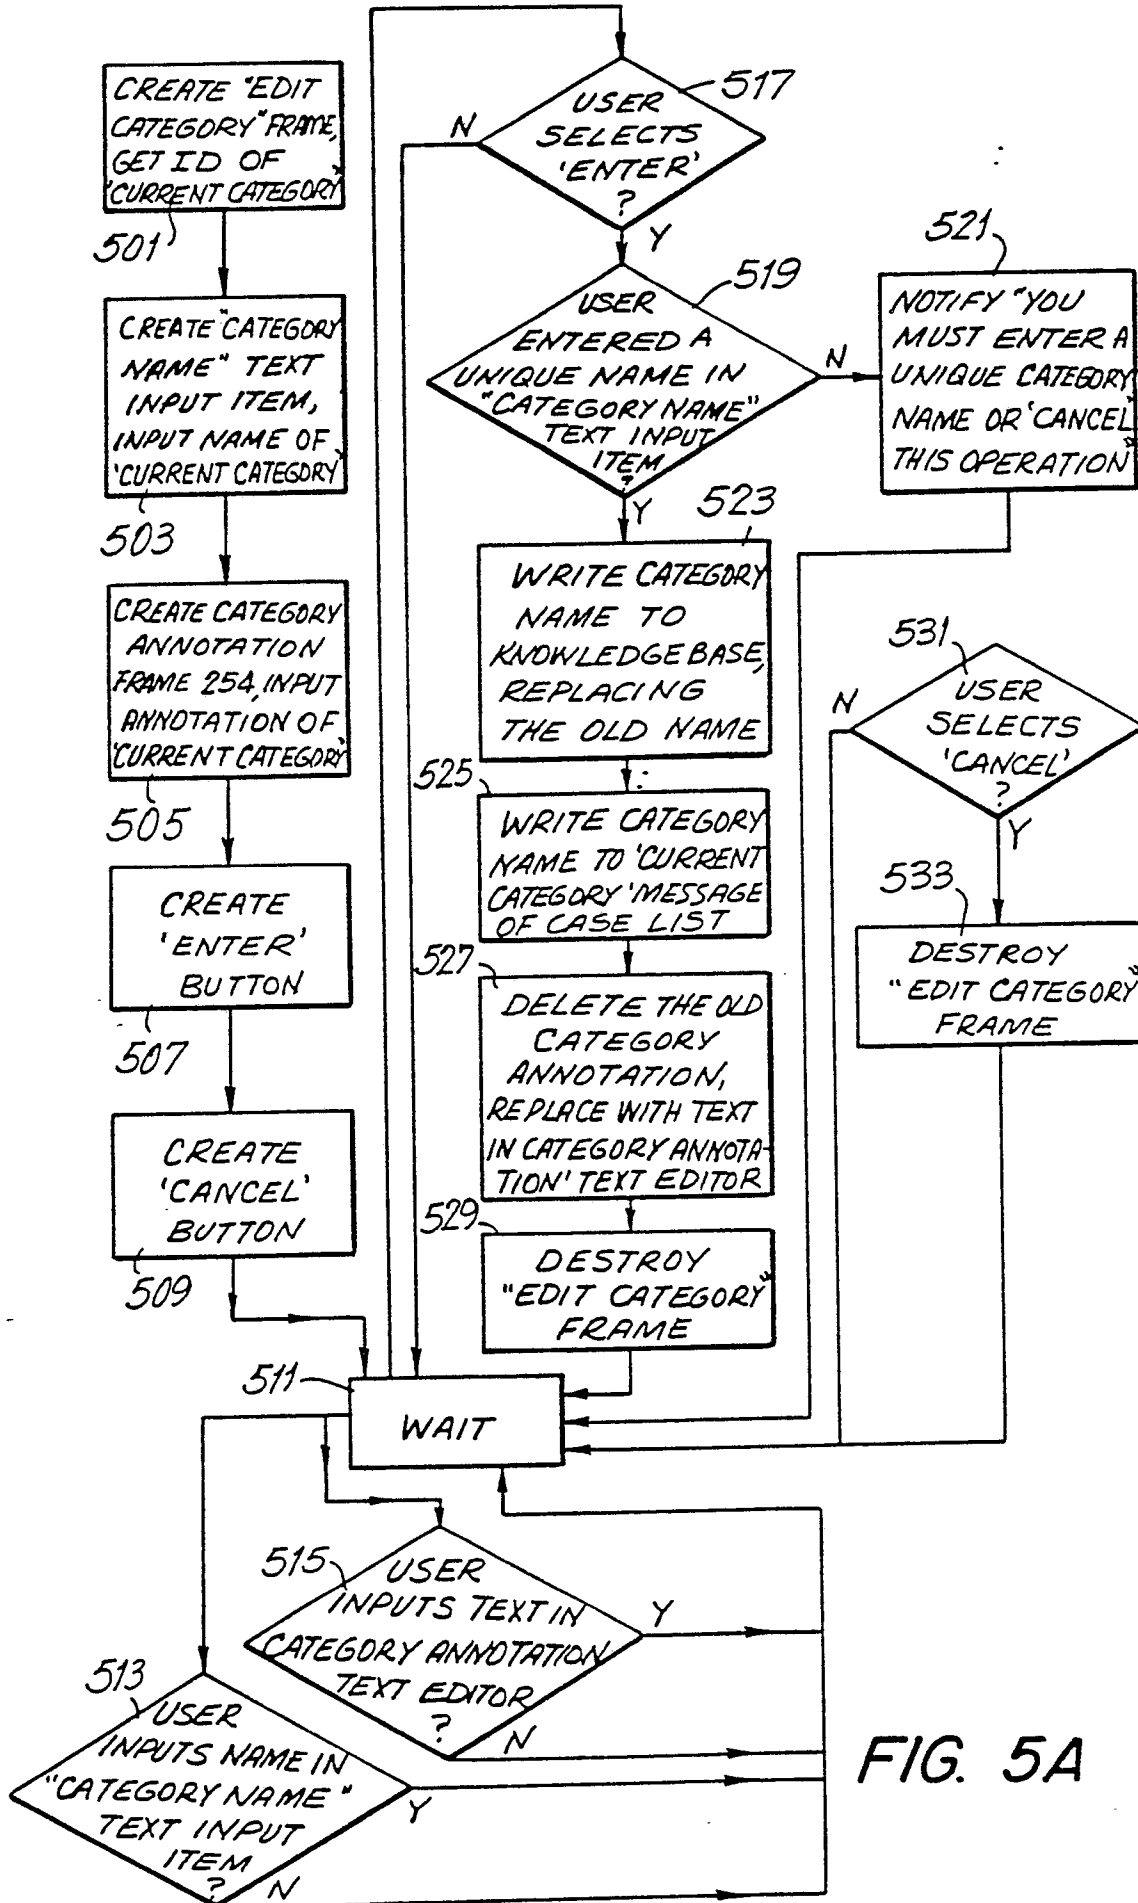 CREATE "EDIT
CATEGORY" FRAME,
GET ID OF
'CURRENT CATEGORY'
501
CREATE "CATEGORY
NAME" TEXT
INPUT ITEM,
INPUT NAME OF
'CURRENT CATEGORY'
503
CREATE CATEGORY
ANNOTATION
FRAME 254, INPUT
ANNOTATION OF
'CURRENT CATEGORY'
505
CREATE
'ENTER'
BUTTON
507
CREATE
'CANCEL'
BUTTON
509
511
WAIT
513
USER
INPUTS NAME IN
"CATEGORY NAME"
TEXT INPUT
ITEM
?
Y
N
515
USER
INPUTS TEXT IN
CATEGORY ANNOTATION
TEXT EDITOR
?
Y
N
517
USER
SELECTS
'ENTER'
?
N
Y
519
USER
ENTERED A
UNIQUE NAME IN
"CATEGORY NAME"
TEXT INPUT
ITEM
?
N
Y
521
NOTIFY "YOU
MUST ENTER A
UNIQUE CATEGORY
NAME OR 'CANCEL'
THIS OPERATION"
523
WRITE CATEGORY
NAME TO
KNOWLEDGE BASE,
REPLACING
THE OLD NAME
525
WRITE CATEGORY
NAME TO 'CURRENT
CATEGORY' MESSAGE
OF CASE LIST
527
DELETE THE OLD
CATEGORY
ANNOTATION,
REPLACE WITH TEXT
IN CATEGORY ANNOTA-
TION' TEXT EDITOR
529
DESTROY
"EDIT CATEGORY"
FRAME
531
USER
SELECTS
'CANCEL'
?
N
Y
533
DESTROY
"EDIT CATEGORY"
FRAME
FIG. 5A